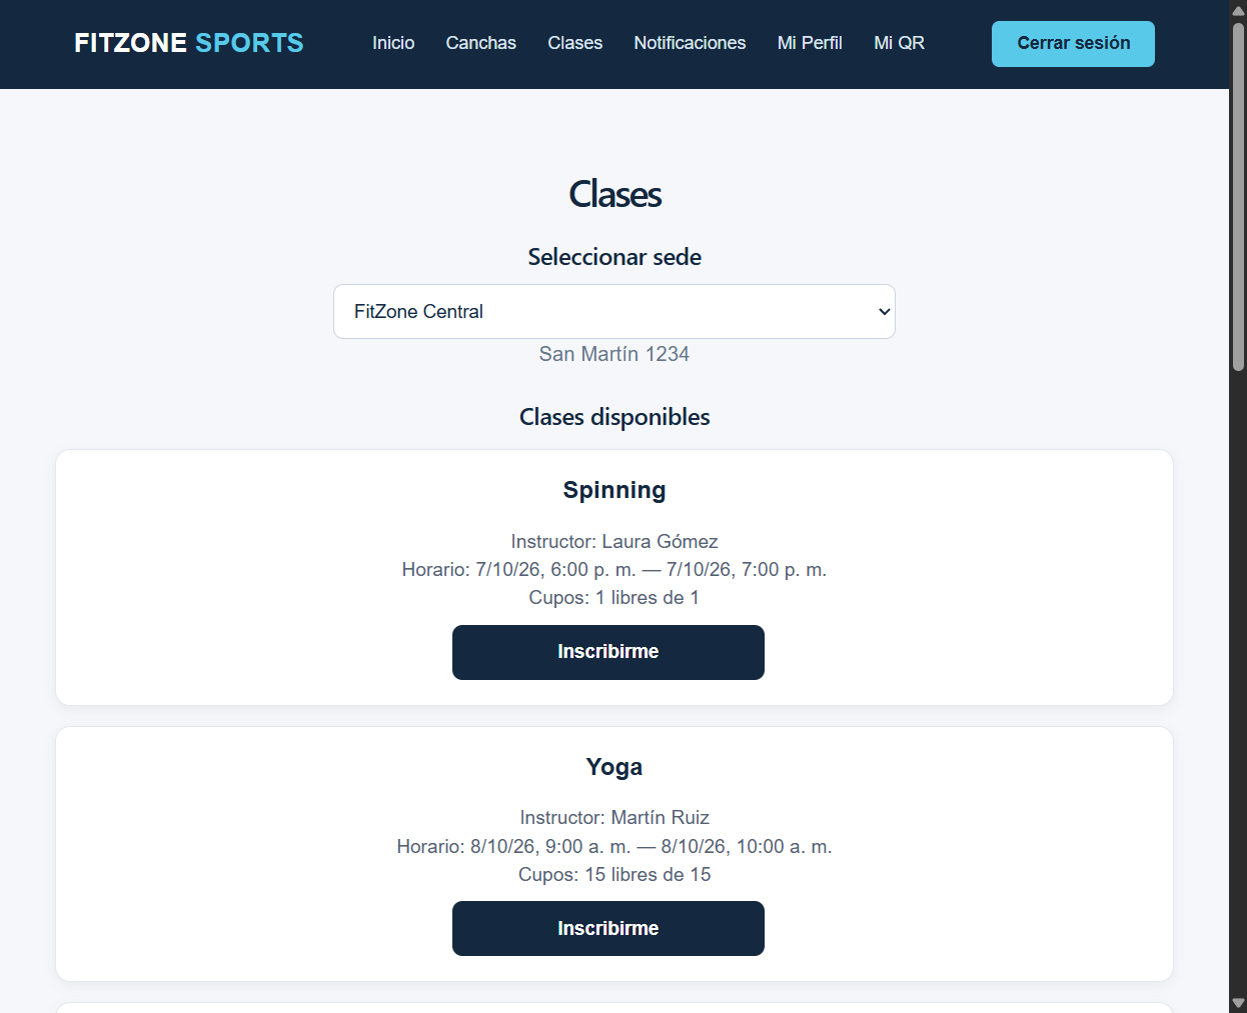 FITZONE SPORTS
Inicio
Canchas
Clases
Notificaciones
Mi Perfil
Mi QR
Cerrar sesión
Clases
Seleccionar sede
FitZone Central
San Martín 1234
Clases disponibles
Spinning
Instructor: Laura Gómez
Horario: 7/10/26, 6:00 p. m. — 7/10/26, 7:00 p. m.
Cupos: 1 libres de 1
Inscribirme
Yoga
Instructor: Martín Ruiz
Horario: 8/10/26, 9:00 a. m. — 8/10/26, 10:00 a. m.
Cupos: 15 libres de 15
Inscribirme